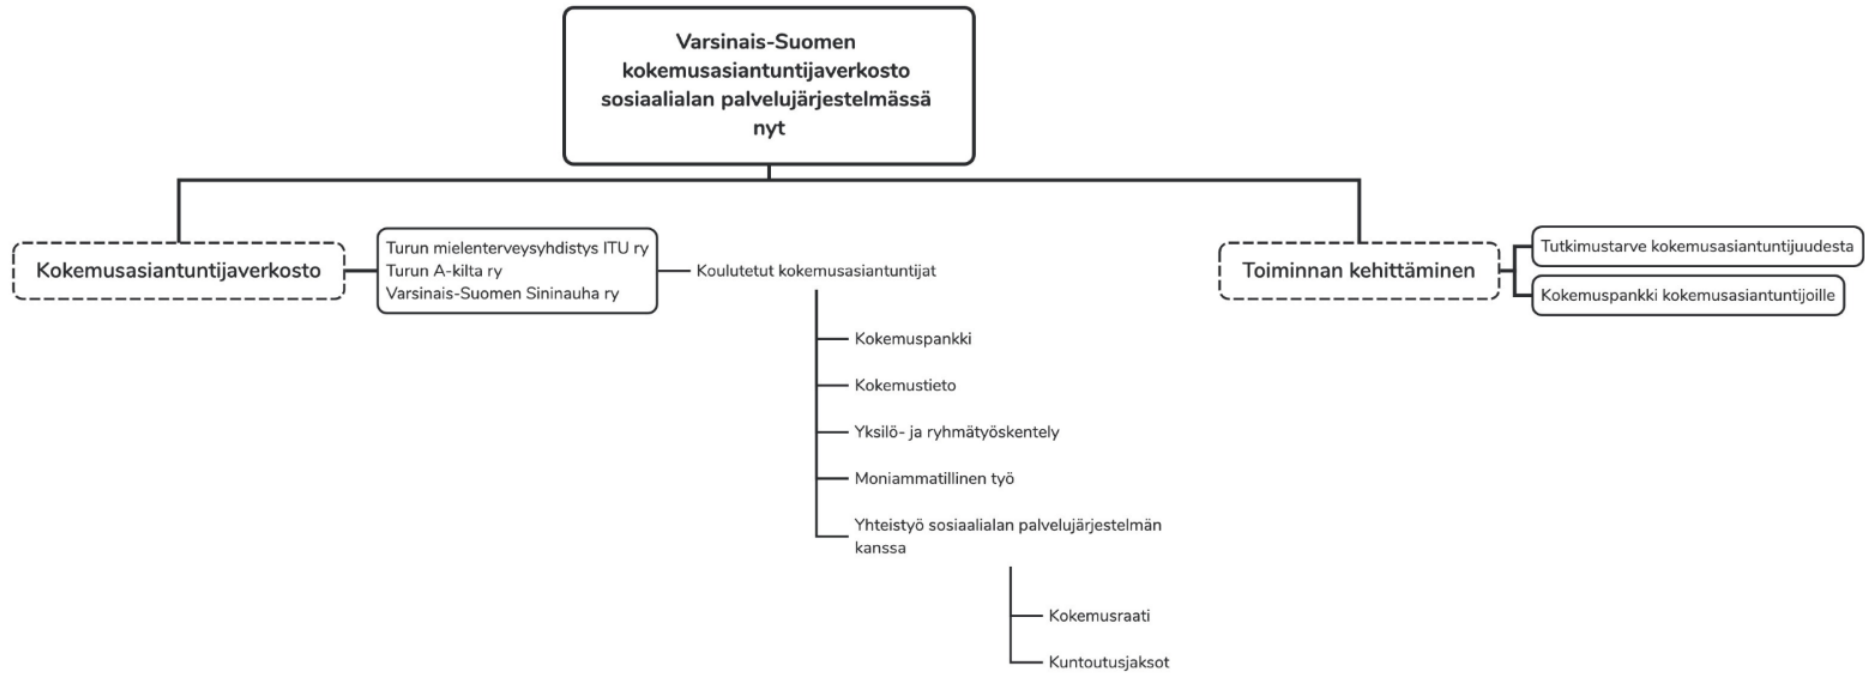 Varsinais-Suomen
kokemusasiantuntijaverkosto
sosiaalialan palvelujärjestelmässä
nyt
Kokemusasiantuntijaverkosto
Turun mielenterveysyhdistys ITU ry
Turun A-kilta ry
Varsinais-Suomen Sininauha ry
Koulutetut kokemusasiantuntijat
Kokemuspankki
Kokemustieto
Yksilö- ja ryhmätyöskentely
Moniammatillinen työ
Yhteistyö sosiaalialan palvelujärjestelmän
kanssa
Kokemusraati
Kuntoutusjaksot
Toiminnan kehittäminen
Tutkimustarve kokemusasiantuntijuudesta
Kokemuspankki kokemusasiantuntijoille